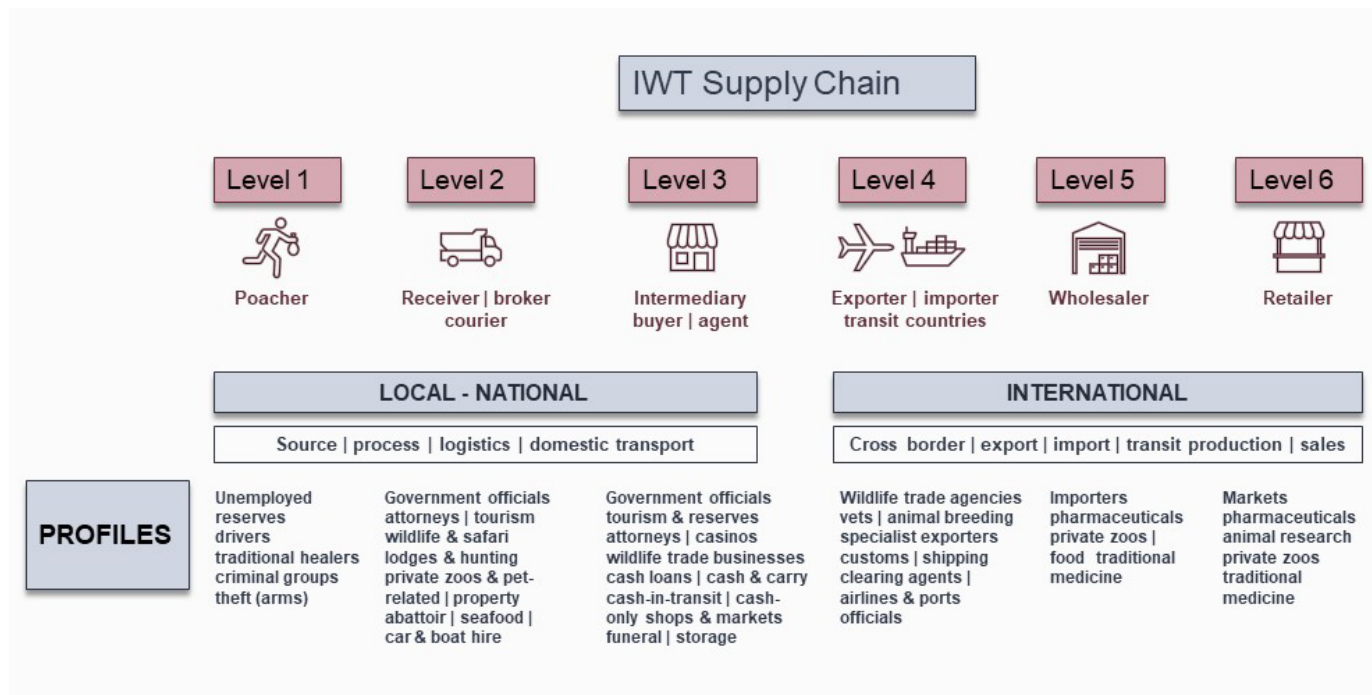 IWT Supply Chain
Level 1
Level 2
Level 3
Level 4
Level 5
Level 6
Poacher
Receiver | broker
courier
Intermediary
buyer | agent
Exporter | importer
transit countries
Wholesaler
Retailer
LOCAL - NATIONAL
INTERNATIONAL
Source | process | logistics | domestic transport
Cross border | export | import | transit production | sales
PROFILES
Unemployed
reserves
drivers
traditional healers
criminal groups
theft (arms)
Government officials
attorneys | tourism
wildlife & safari
lodges & hunting
private zoos & pet-
related | property
abattoir | seafood |
car & boat hire
Government officials
tourism & reserves
attorneys | casinos
wildlife trade businesses
cash loans | cash & carry
cash-in-transit | cash-
only shops & markets
funeral | storage
Wildlife trade agencies
vets | animal breeding
specialist exporters
customs | shipping
clearing agents |
airlines & ports
officials
Importers
pharmaceuticals
private zoos |
food traditional
medicine
Markets
pharmaceuticals
animal research
private zoos
traditional
medicine